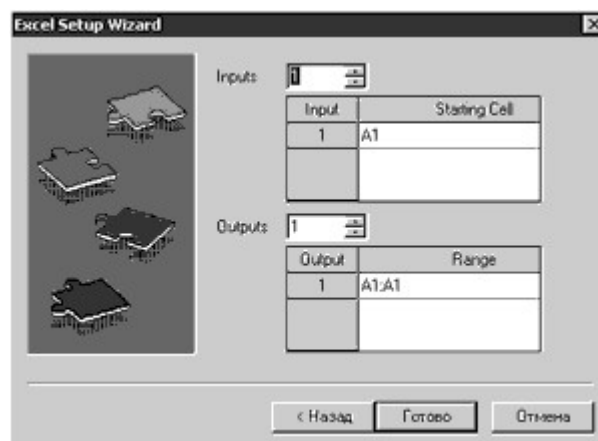 Excel Setup Wizard
Inputs 1
Input Starting Cell
1 A1
Outputs 1
Output Range
1 A1:A1
< Назад Готово Отмена